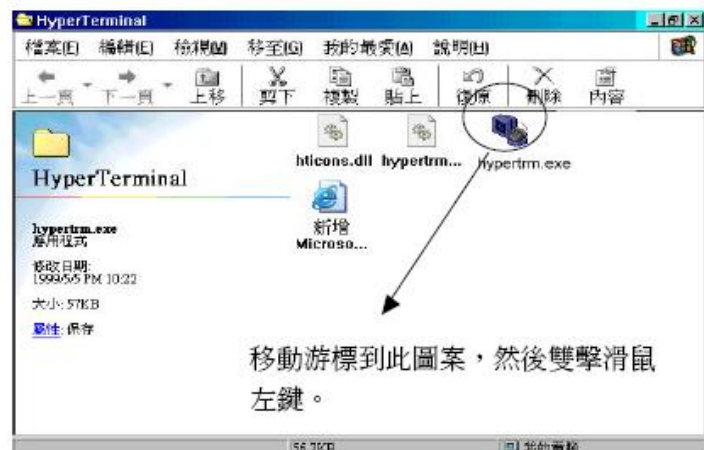 HyperTerminal
檔案(E) 編輯(E) 檢視(V) 移至(G) 我的最愛(A) 說明(H)
上一頁 下一頁 上移 剪下 複製 貼上 復原 刪除 內容
HyperTerminal
hticons.dll hypertrm... hypertrm.exe
新增
Microso...
hypertrm.exe
應用程式
修改日期:
1999/5/5 PM 10:22
大小: 57KB
屬性: 保存
移動游標到此圖案，然後雙擊滑鼠
左鍵。
56.7KB 我的電腦